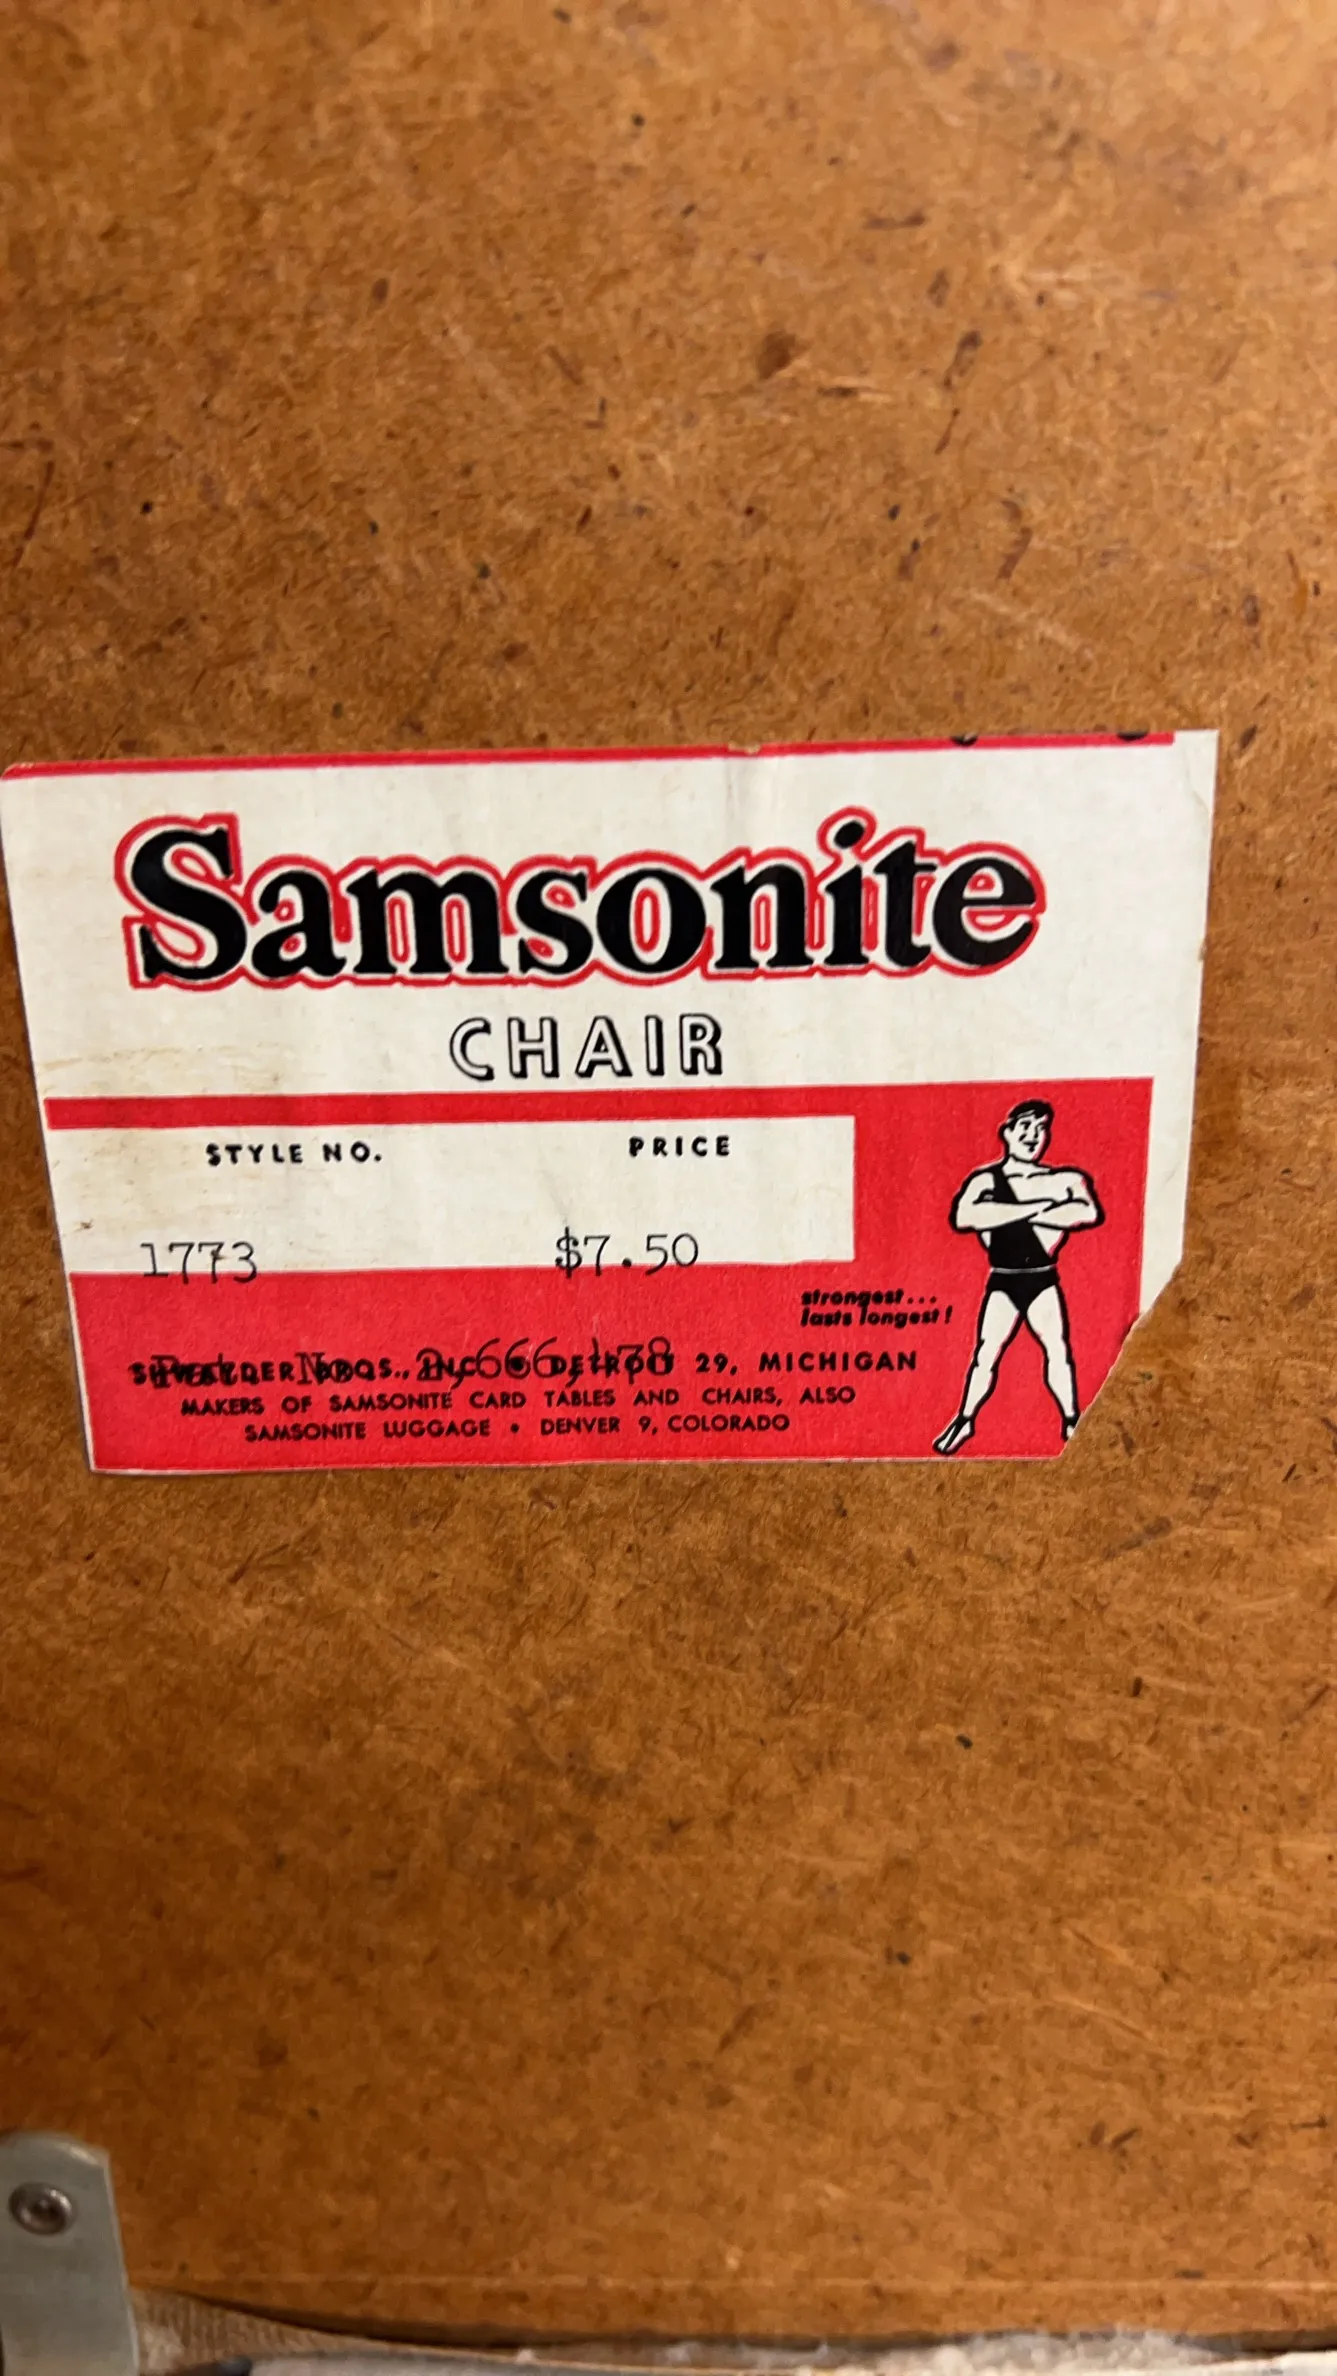 Samsonite
CHAIR
STYLE NO. PRICE
1773 $7.50
strongest...
lasts longest!
SHWAYDER BROS., INC. • DETROIT 29, MICHIGAN
Pat. No. 2,666,478
MAKERS OF SAMSONITE CARD TABLES AND CHAIRS, ALSO
SAMSONITE LUGGAGE • DENVER 9, COLORADO